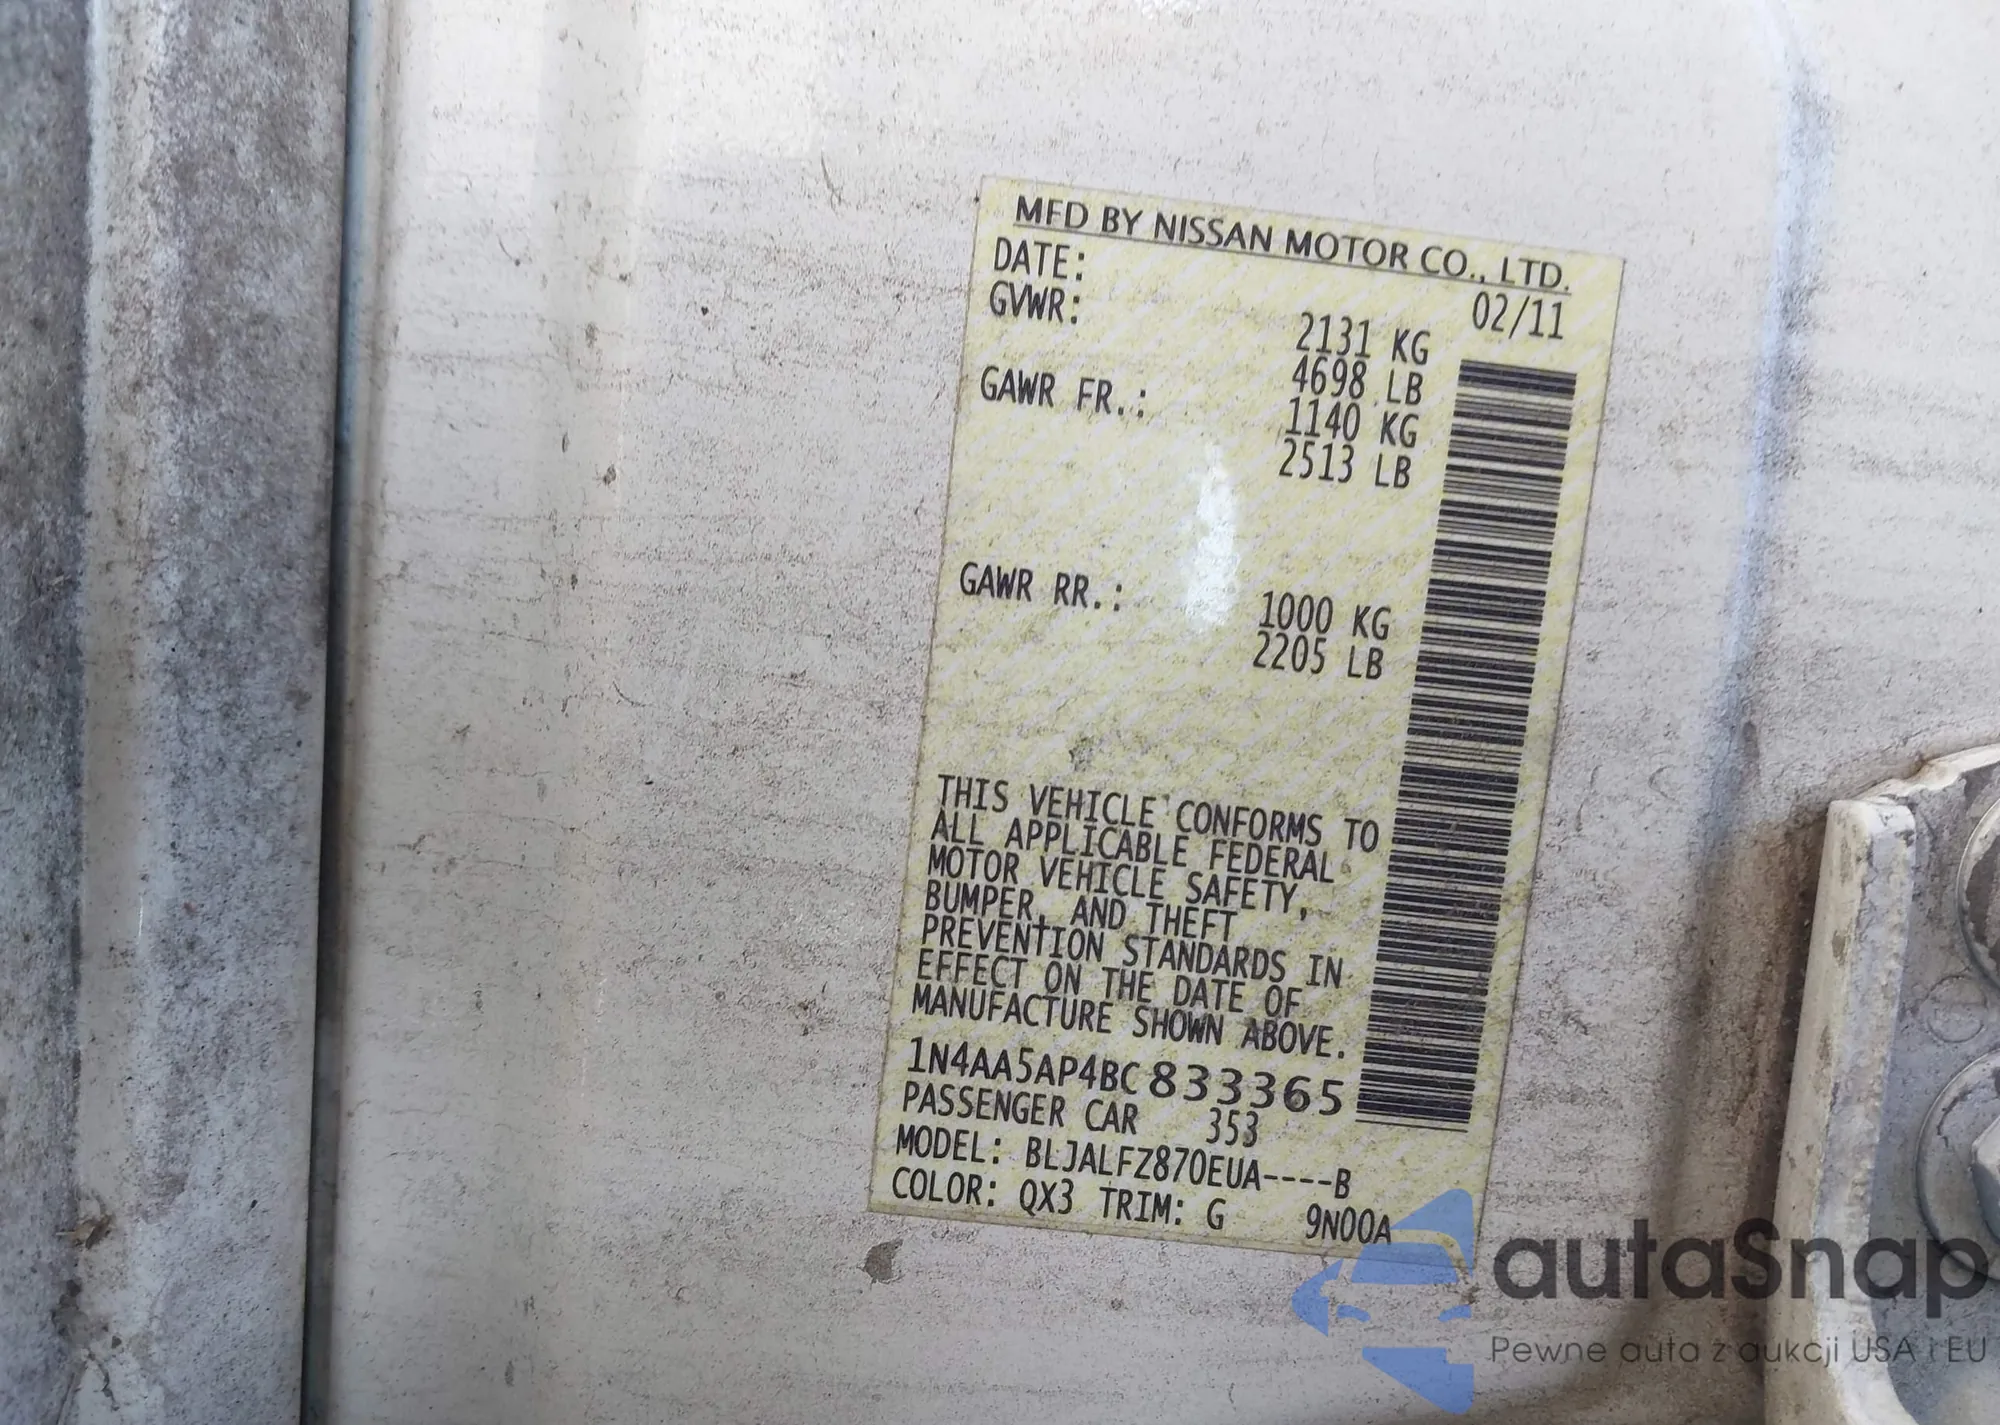 MFD BY NISSAN MOTOR CO., LTD.
DATE: 02/11
GVWR: 2131 KG
4698 LB
GAWR FR.: 1140 KG
2513 LB
GAWR RR.: 1000 KG
2205 LB
THIS VEHICLE CONFORMS TO
ALL APPLICABLE FEDERAL
MOTOR VEHICLE SAFETY,
BUMPER, AND THEFT
PREVENTION STANDARDS IN
EFFECT ON THE DATE OF
MANUFACTURE SHOWN ABOVE.
1N4AA5AP4BC833365
PASSENGER CAR 353
MODEL: BLJALFZ870EUA----B
COLOR: QX3 TRIM: G 9N00A
autaSnap
Pewne auta z aukcji USA i EU